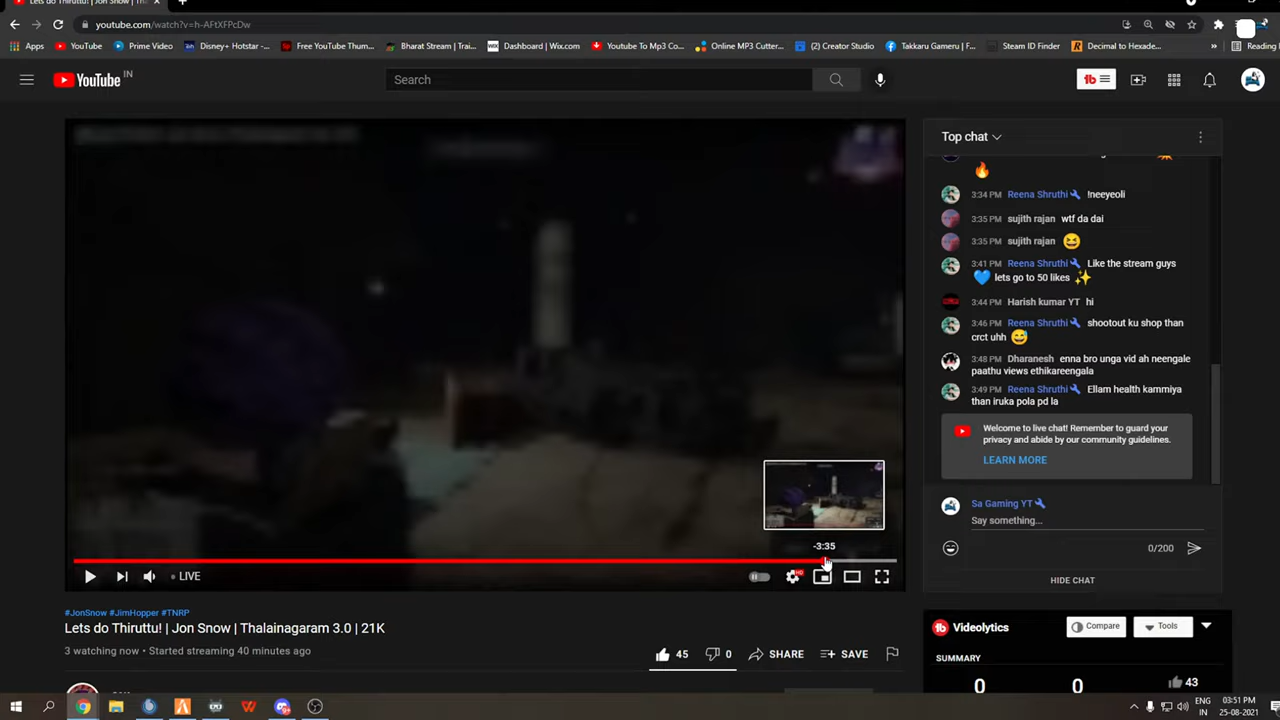 Lets do Thiruttu! | Jon Snow | T
youtube.com/watch?v=h-AFtXFPcDw
Apps YouTube Prime Video Disney+ Hotstar -... Free YouTube Thum... Bharat Stream | Trai... Dashboard | Wix.com Youtube To Mp3 Co... Online MP3 Cutter... (2) Creator Studio Takkaru Gameru | F... Steam ID Finder Decimal to Hexade... » Reading
YouTube IN
Search
Top chat
3:34 PM Reena Shruthi !neeyeoli
3:35 PM sujith rajan wtf da dai
3:35 PM sujith rajan 😆
3:41 PM Reena Shruthi Like the stream guys
💙 lets go to 50 likes ✨
3:44 PM Harish kumar YT hi
3:46 PM Reena Shruthi shootout ku shop than
crct uhh 😅
3:48 PM Dharanesh enna bro unga vid ah neengale
paathu views ethikareengala
3:49 PM Reena Shruthi Ellam health kammiya
than iruka pola pd la
Welcome to live chat! Remember to guard your
privacy and abide by our community guidelines.
LEARN MORE
Sa Gaming YT
Say something...
0/200
HIDE CHAT
-3:35
LIVE
HD
#JonSnow #JimHopper #TNRP
Lets do Thiruttu! | Jon Snow | Thalainagaram 3.0 | 21K
3 watching now • Started streaming 40 minutes ago
45 0 SHARE SAVE
Videolytics Compare Tools
SUMMARY
0 0 43
ENG
IN
03:51 PM
25-08-2021